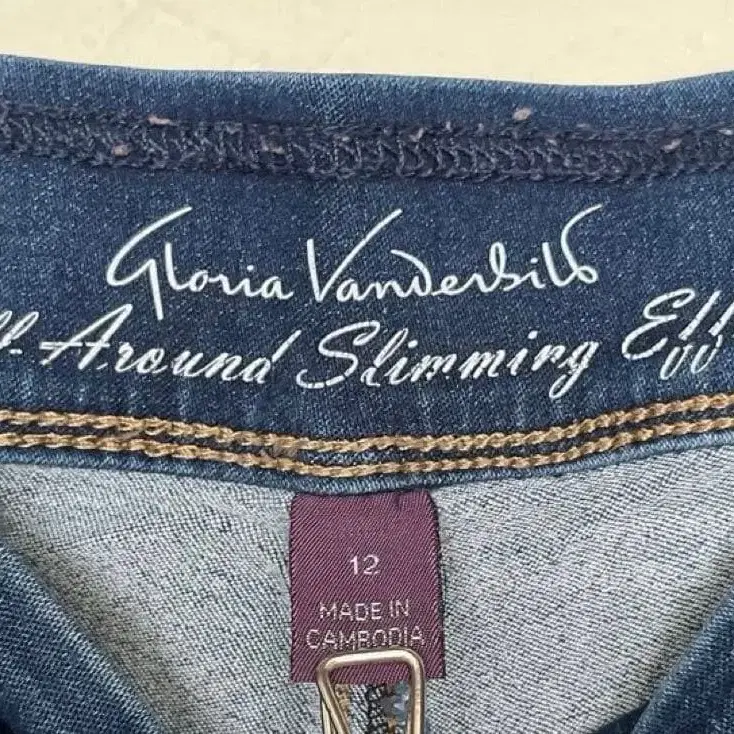 Gloria Vanderbilt
ll-Around Slimming Eff
12
MADE IN
CAMBODIA